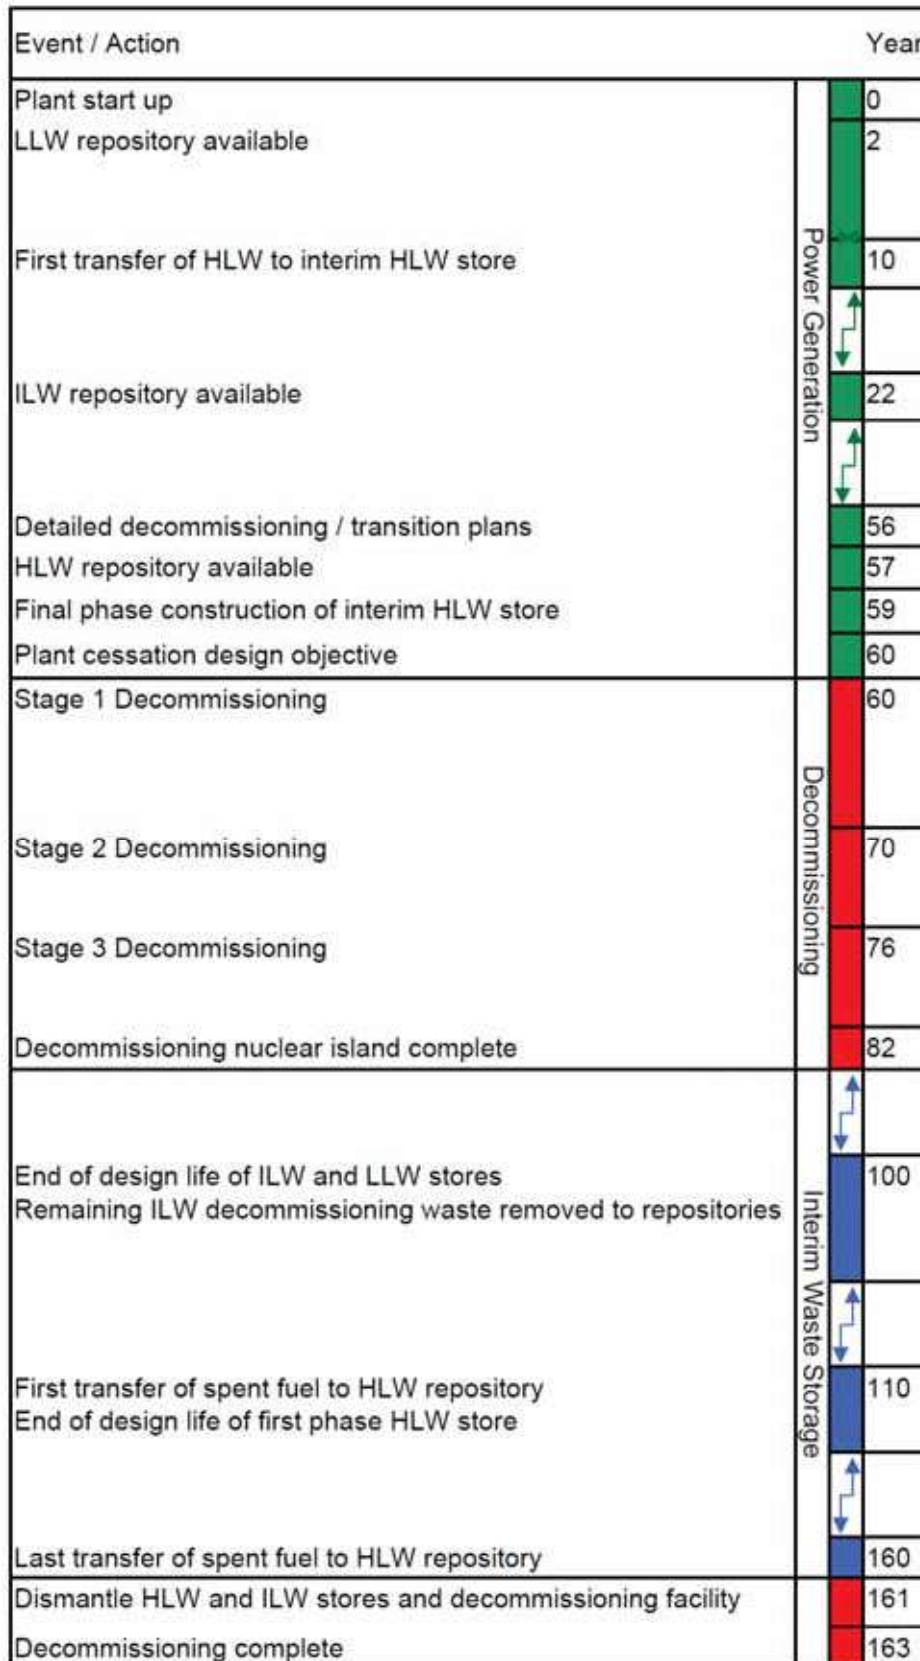 Event / Action Year
Plant start up 0
LLW repository available 2
First transfer of HLW to interim HLW store 10
Power Generation
ILW repository available 22
Detailed decommissioning / transition plans 56
HLW repository available 57
Final phase construction of interim HLW store 59
Plant cessation design objective 60
Stage 1 Decommissioning 60
Decommissioning
Stage 2 Decommissioning 70
Stage 3 Decommissioning 76
Decommissioning nuclear island complete 82
End of design life of ILW and LLW stores 100
Remaining ILW decommissioning waste removed to repositories
Interim Waste Storage
First transfer of spent fuel to HLW repository 110
End of design life of first phase HLW store
Last transfer of spent fuel to HLW repository 160
Dismantle HLW and ILW stores and decommissioning facility 161
Decommissioning complete 163